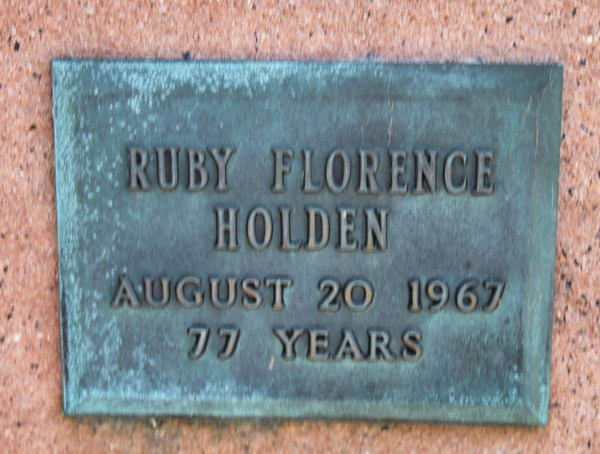 RUBY FLORENCE
HOLDEN
AUGUST 20 1967
77 YEARS